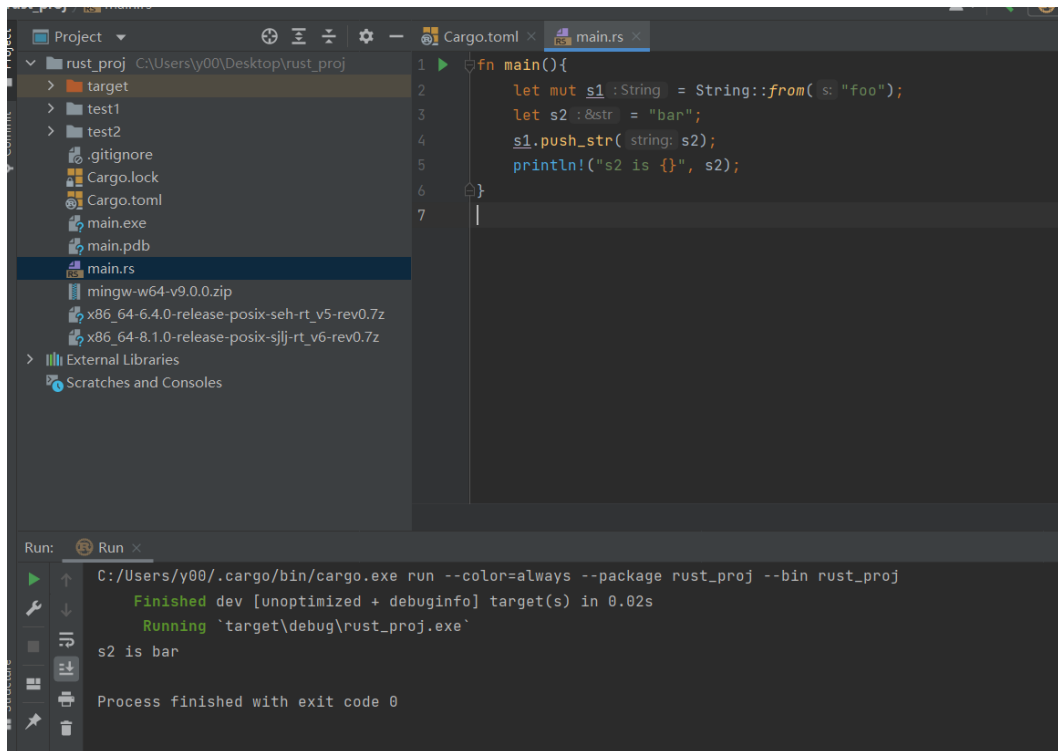 Project
Cargo.toml
main.rs
rust_proj C:\Users\y00\Desktop\rust_proj
target
test1
test2
.gitignore
Cargo.lock
Cargo.toml
main.exe
main.pdb
main.rs
mingw-w64-v9.0.0.zip
x86_64-6.4.0-release-posix-seh-rt_v5-rev0.7z
x86_64-8.1.0-release-posix-sjlj-rt_v6-rev0.7z
External Libraries
Scratches and Consoles
1 fn main(){
2 let mut s1 : String = String::from( s: "foo");
3 let s2 : &str = "bar";
4 s1.push_str( string: s2);
5 println!("s2 is {}", s2);
6 }
7
Run: Run
C:/Users/y00/.cargo/bin/cargo.exe run --color=always --package rust_proj --bin rust_proj
Finished dev [unoptimized + debuginfo] target(s) in 0.02s
Running `target\debug\rust_proj.exe`
s2 is bar
Process finished with exit code 0